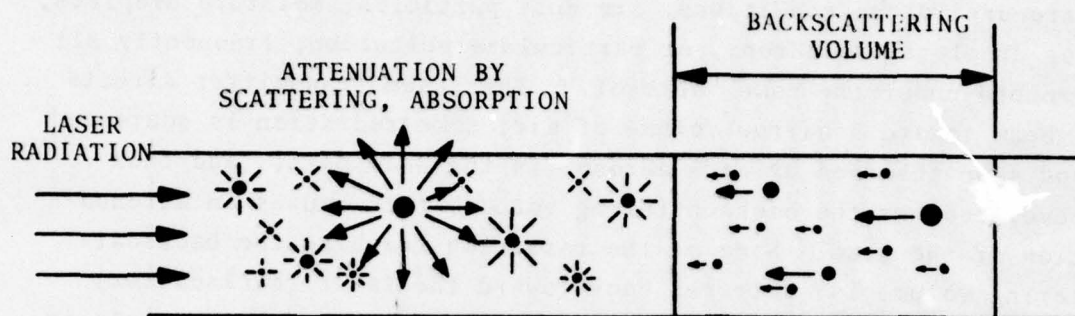 BACKSCATTERING
VOLUME
ATTENUATION BY
SCATTERING, ABSORPTION
LASER
RADIATION